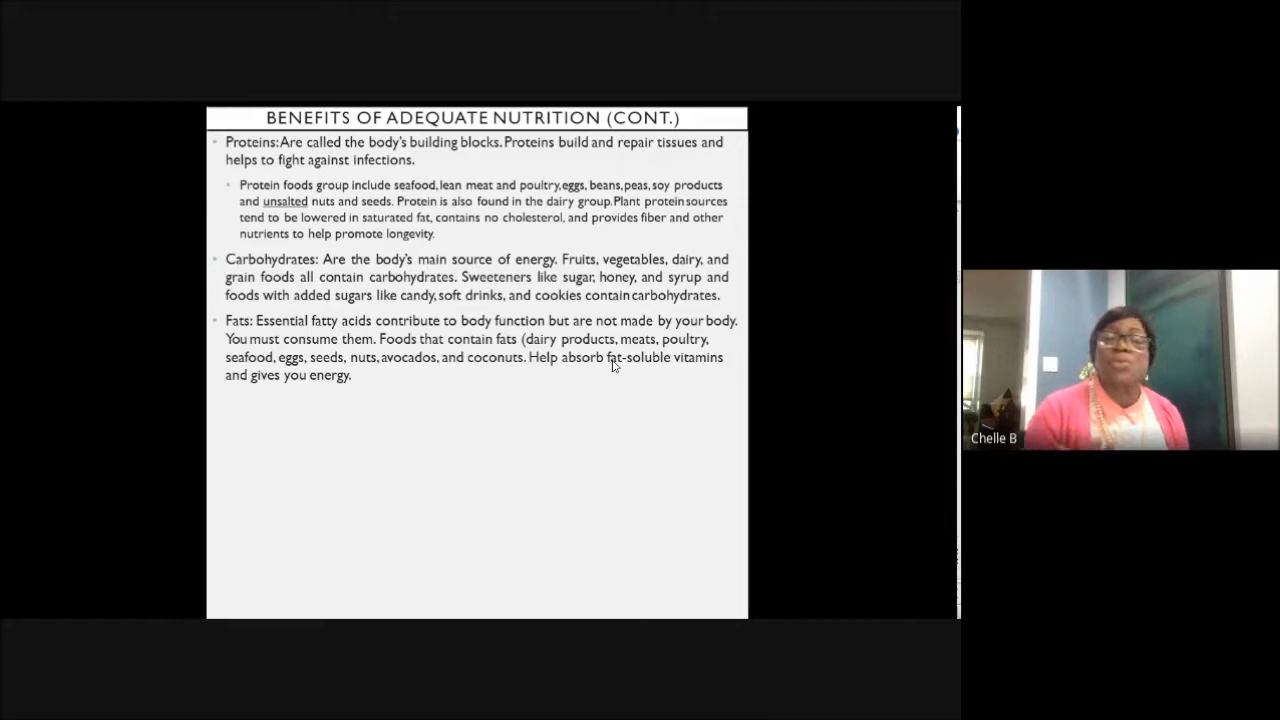 BENEFITS OF ADEQUATE NUTRITION (CONT.)
Proteins: Are called the body's building blocks. Proteins build and repair tissues and
helps to fight against infections.
Protein foods group include seafood, lean meat and poultry, eggs, beans, peas, soy products
and unsalted nuts and seeds. Protein is also found in the dairy group. Plant protein sources
tend to be lowered in saturated fat, contains no cholesterol, and provides fiber and other
nutrients to help promote longevity.
Carbohydrates: Are the body's main source of energy. Fruits, vegetables, dairy, and
grain foods all contain carbohydrates. Sweeteners like sugar, honey, and syrup and
foods with added sugars like candy, soft drinks, and cookies contain carbohydrates.
Fats: Essential fatty acids contribute to body function but are not made by your body.
You must consume them. Foods that contain fats (dairy products, meats, poultry,
seafood, eggs, seeds, nuts, avocados, and coconuts. Help absorb fat-soluble vitamins
and gives you energy.
Chelle B